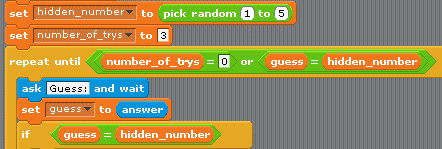 set hidden_number to pick random 1 to 5
set number_of_trys to 3
repeat until number_of_trys = 0 or guess = hidden_number
ask Guess: and wait
set guess to answer
if guess = hidden_number